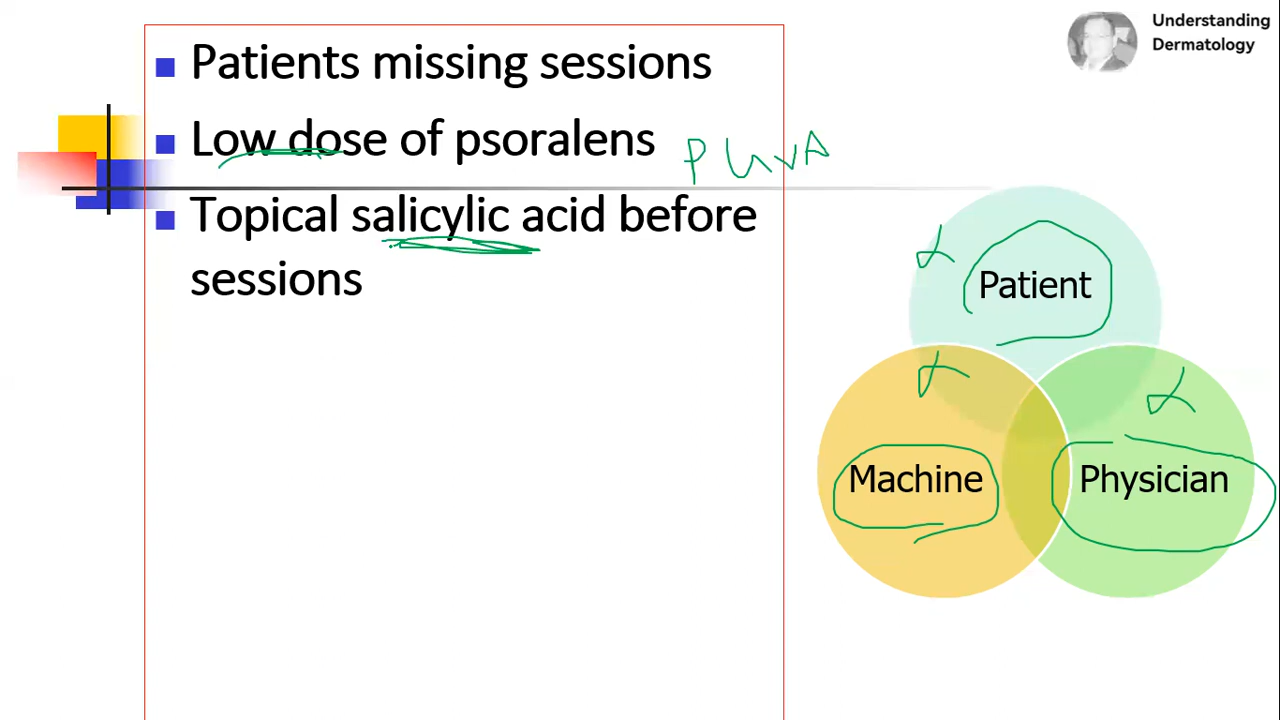 Understanding
Dermatology
Patients missing sessions
Low dose of psoralens
PUVA
Topical salicylic acid before
sessions
Patient
Machine
Physician